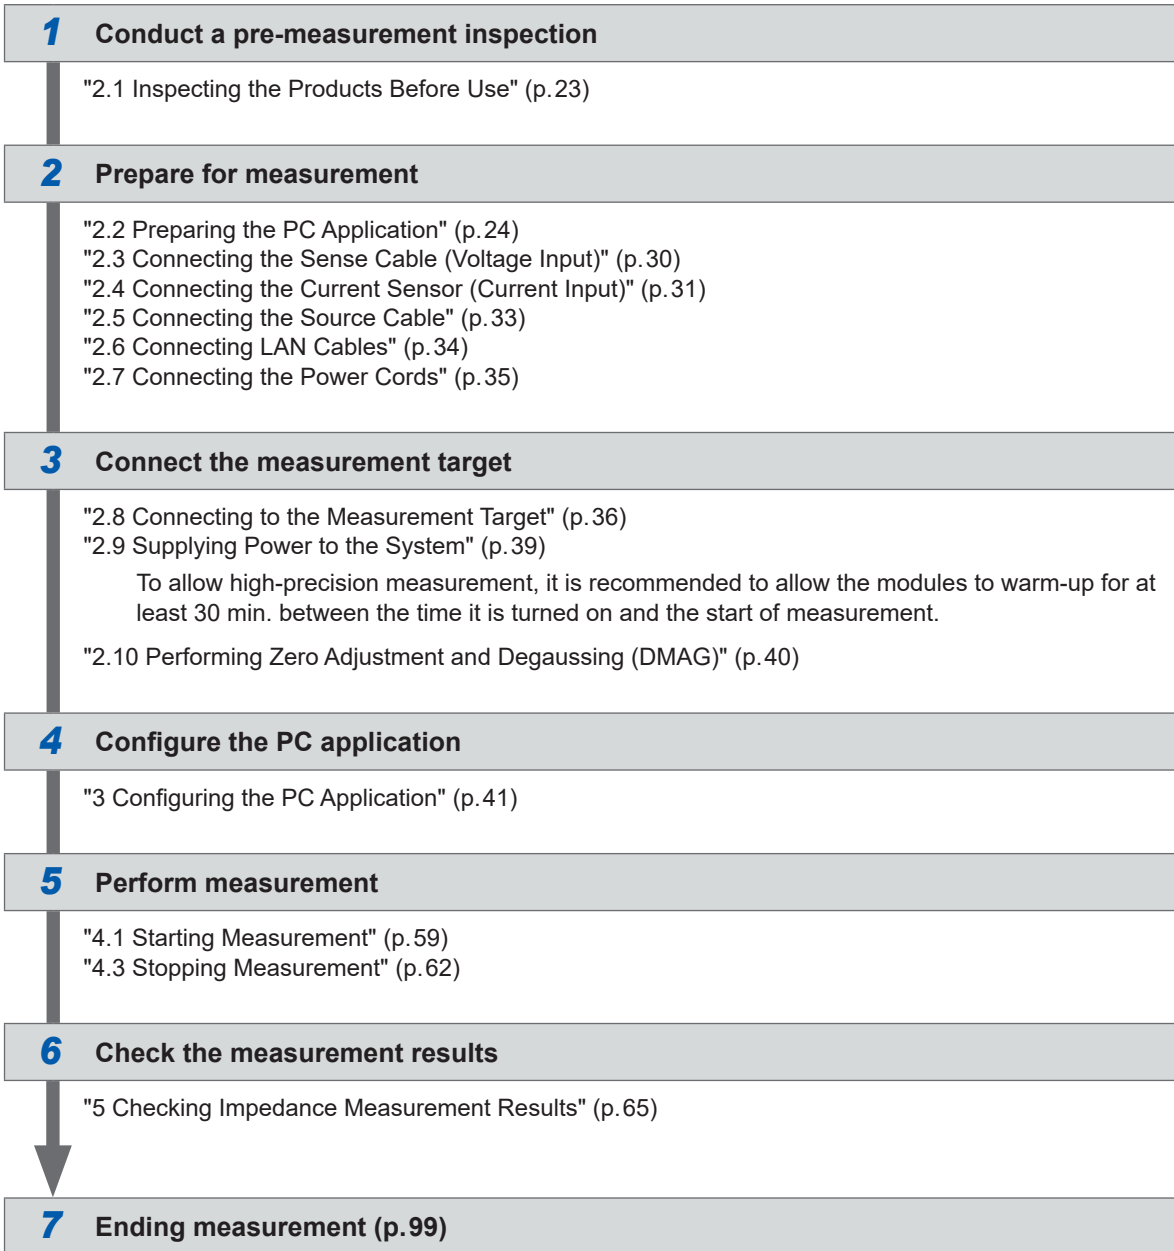 1 Conduct a pre-measurement inspection
"2.1 Inspecting the Products Before Use" (p.23)
2 Prepare for measurement
"2.2 Preparing the PC Application" (p.24)
"2.3 Connecting the Sense Cable (Voltage Input)" (p.30)
"2.4 Connecting the Current Sensor (Current Input)" (p.31)
"2.5 Connecting the Source Cable" (p.33)
"2.6 Connecting LAN Cables" (p.34)
"2.7 Connecting the Power Cords" (p.35)
3 Connect the measurement target
"2.8 Connecting to the Measurement Target" (p.36)
"2.9 Supplying Power to the System" (p.39)
To allow high-precision measurement, it is recommended to allow the modules to warm-up for at
least 30 min. between the time it is turned on and the start of measurement.
"2.10 Performing Zero Adjustment and Degaussing (DMAG)" (p.40)
4 Configure the PC application
"3 Configuring the PC Application" (p.41)
5 Perform measurement
"4.1 Starting Measurement" (p.59)
"4.3 Stopping Measurement" (p.62)
6 Check the measurement results
"5 Checking Impedance Measurement Results" (p.65)
7 Ending measurement (p.99)